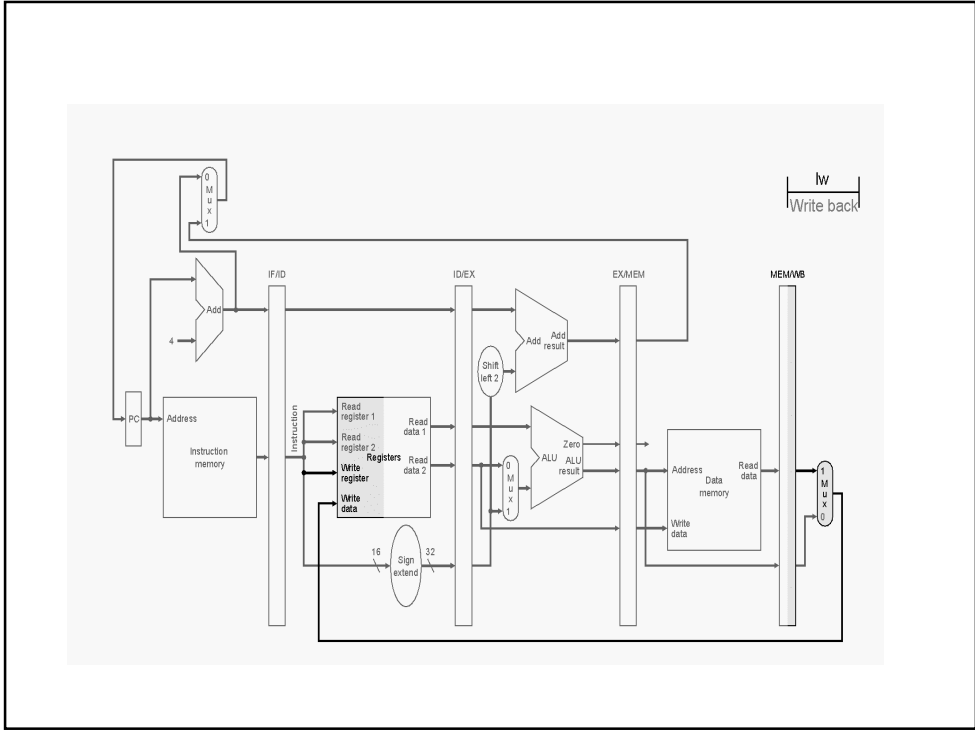 lw
Write back
0
M
u
x
1
IF/ID
ID/EX
EX/MEM
MEM/WB
Add
4
Add
Add
result
Shift
left 2
PC
Address
Instruction
memory
Instruction
Read
register 1
Read
register 2
Registers
Write
register
Write
data
Read
data 1
Read
data 2
0
M
u
x
1
Zero
ALU
ALU
result
Address
Read
data
Data
memory
Write
data
1
M
u
x
0
16
Sign
extend
32